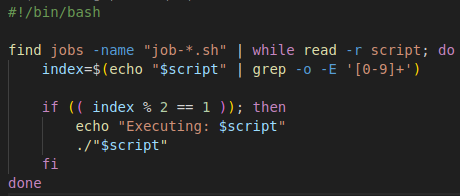 #!/bin/bash
find jobs -name "job-*.sh" | while read -r script; do
    index=$(echo "$script" | grep -o -E '[0-9]+')
    if (( index % 2 == 1 )); then
        echo "Executing: $script"
        ./"$script"
    fi
done